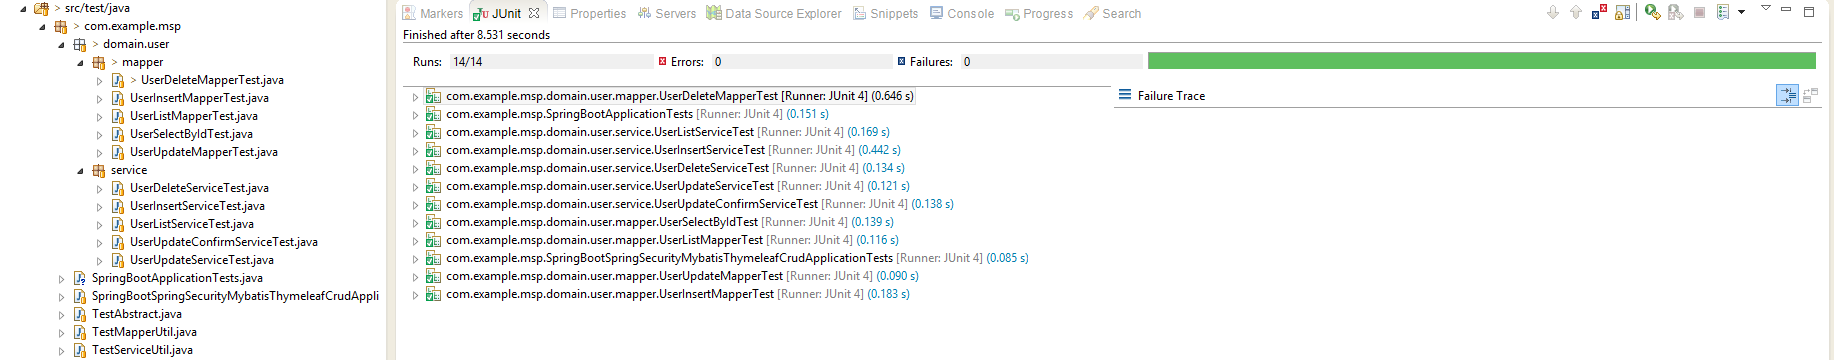 > src/test/java
> com.example.msp
> domain.user
> mapper
> UserDeleteMapperTest.java
UserInsertMapperTest.java
UserListMapperTest.java
UserSelectByIdTest.java
UserUpdateMapperTest.java
service
UserDeleteServiceTest.java
UserInsertServiceTest.java
UserListServiceTest.java
UserUpdateConfirmServiceTest.java
UserUpdateServiceTest.java
SpringBootApplicationTests.java
SpringBootSpringSecurityMybatisThymeleafCrudAppli
TestAbstract.java
TestMapperUtil.java
TestServiceUtil.java
Markers JUnit Properties Servers Data Source Explorer Snippets Console Progress Search
Finished after 8.531 seconds
Runs: 14/14 Errors: 0 Failures: 0
com.example.msp.domain.user.mapper.UserDeleteMapperTest [Runner: JUnit 4] (0.646 s)
com.example.msp.SpringBootApplicationTests [Runner: JUnit 4] (0.151 s)
com.example.msp.domain.user.service.UserListServiceTest [Runner: JUnit 4] (0.169 s)
com.example.msp.domain.user.service.UserInsertServiceTest [Runner: JUnit 4] (0.442 s)
com.example.msp.domain.user.service.UserDeleteServiceTest [Runner: JUnit 4] (0.134 s)
com.example.msp.domain.user.service.UserUpdateServiceTest [Runner: JUnit 4] (0.121 s)
com.example.msp.domain.user.service.UserUpdateConfirmServiceTest [Runner: JUnit 4] (0.138 s)
com.example.msp.domain.user.mapper.UserSelectByIdTest [Runner: JUnit 4] (0.139 s)
com.example.msp.domain.user.mapper.UserListMapperTest [Runner: JUnit 4] (0.116 s)
com.example.msp.SpringBootSpringSecurityMybatisThymeleafCrudApplicationTests [Runner: JUnit 4] (0.085 s)
com.example.msp.domain.user.mapper.UserUpdateMapperTest [Runner: JUnit 4] (0.090 s)
com.example.msp.domain.user.mapper.UserInsertMapperTest [Runner: JUnit 4] (0.183 s)
Failure Trace